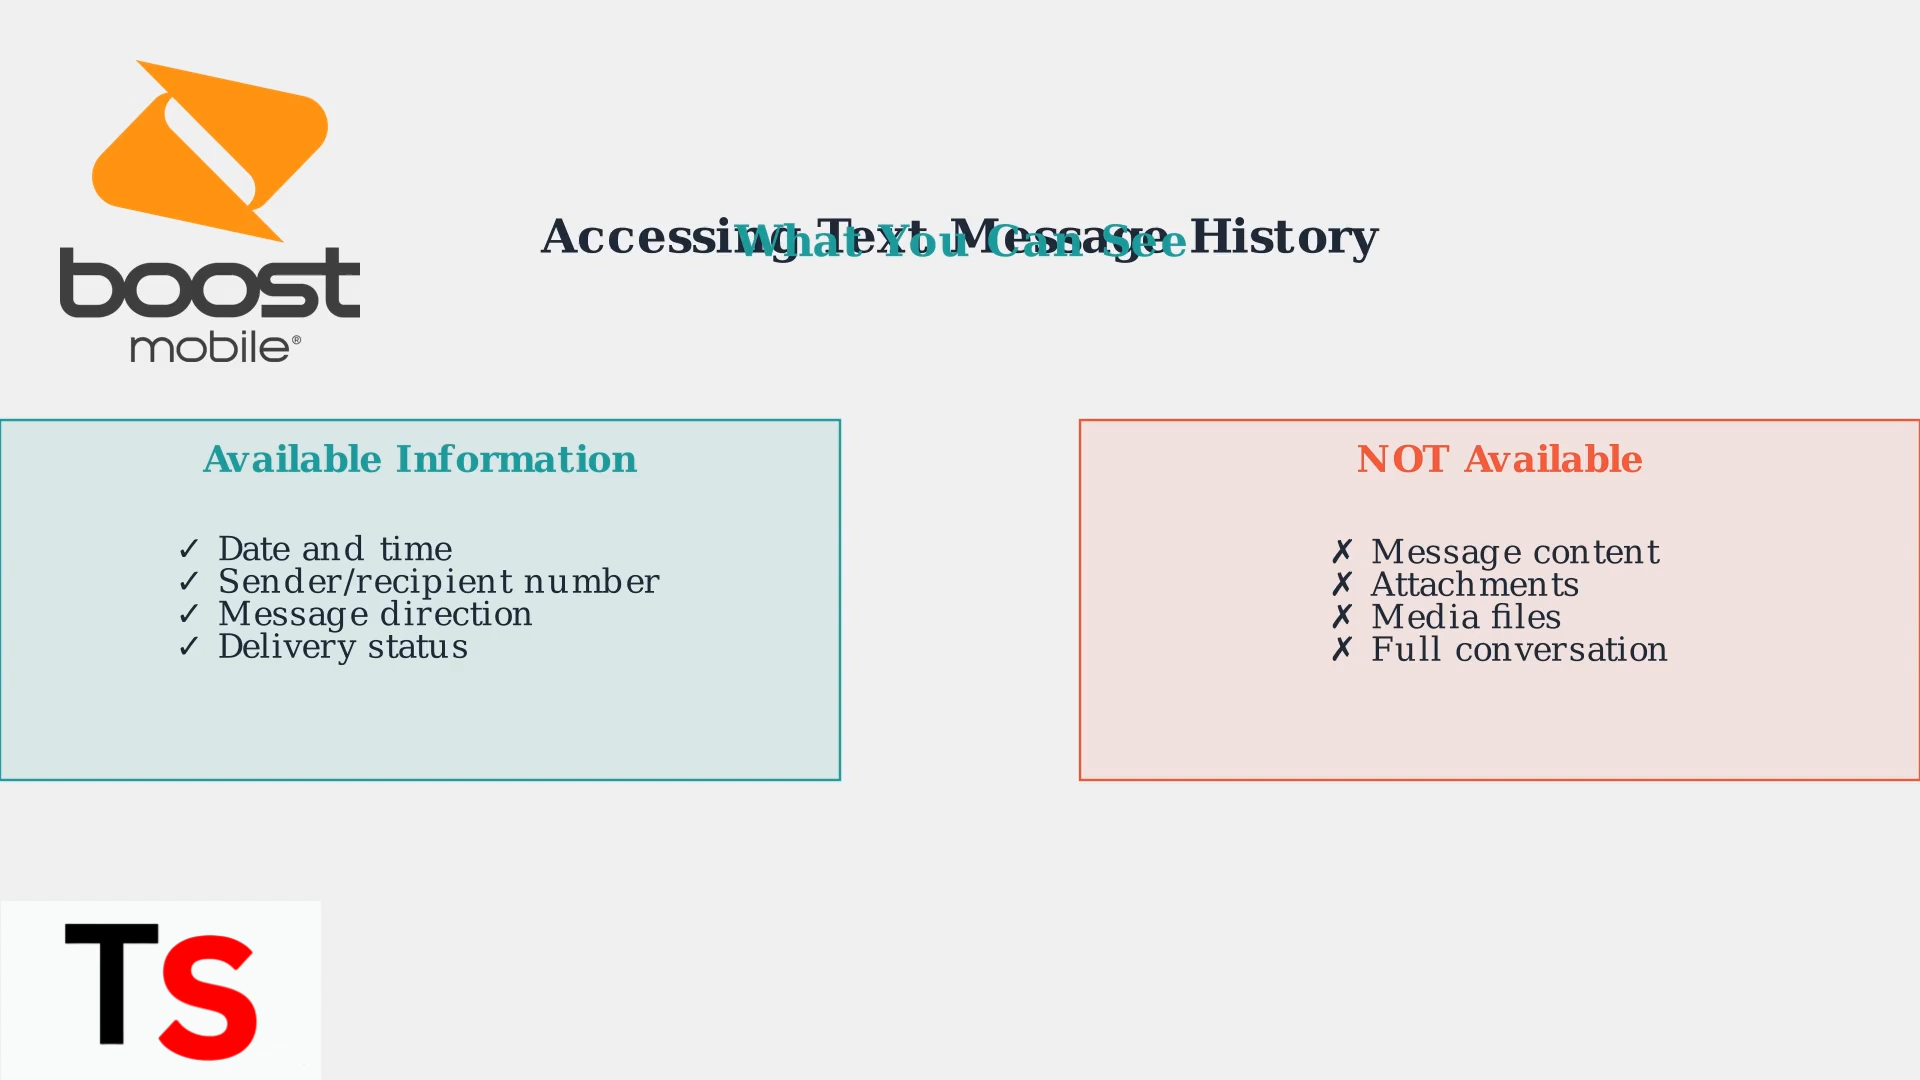 boost
mobile®
Accessing Text Message History
What You Can See
Available Information
✓ Date and time
✓ Sender/recipient number
✓ Message direction
✓ Delivery status
NOT Available
✗ Message content
✗ Attachments
✗ Media files
✗ Full conversation
TS